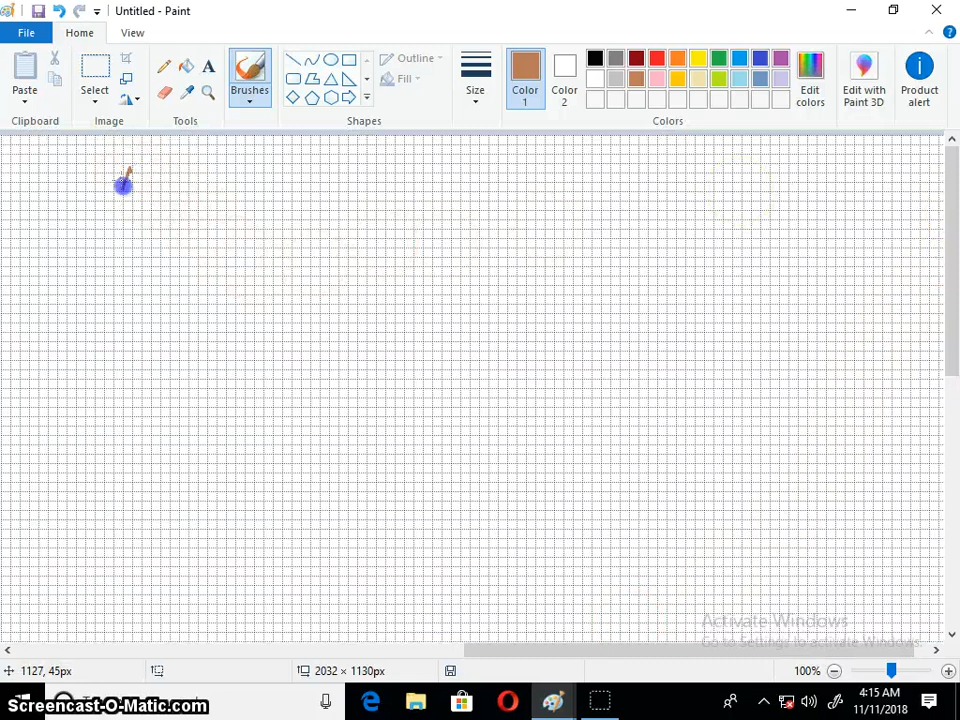 Untitled - Paint
File
Home
View
Paste
Select
Brushes
Outline
Fill
Size
Color
1
Color
2
Edit
colors
Edit with
Paint 3D
Product
alert
Clipboard
Image
Tools
Shapes
Colors
Activate Windows
Go to Settings to activate Windows.
1127, 45px
2032 × 1130px
100%
Screencast-O-Matic.com
4:15 AM
11/11/2018